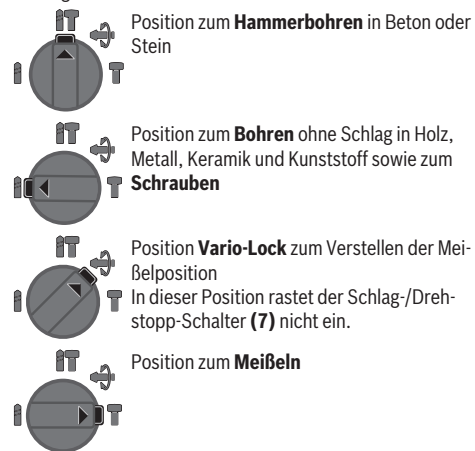 Position zum Hammerbohren in Beton oder
Stein
Position zum Bohren ohne Schlag in Holz,
Metall, Keramik und Kunststoff sowie zum
Schrauben
Position Vario-Lock zum Verstellen der Mei-
ßelposition
In dieser Position rastet der Schlag-/Dreh-
stopp-Schalter (7) nicht ein.
Position zum Meißeln